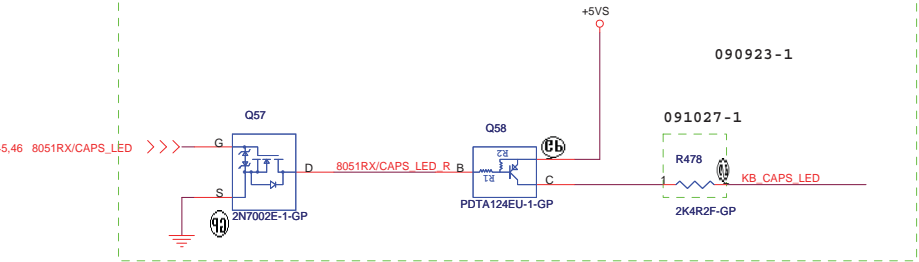 +5VS
090923-1
091027-1
Q57
Q58
5,46 8051RX/CAPS_LED
G
D
S
8051RX/CAPS_LED_R
B
R1
R2
C
R478
1
KB_CAPS_LED
2N7002E-1-GP
PDTA124EU-1-GP
2K4R2F-GP